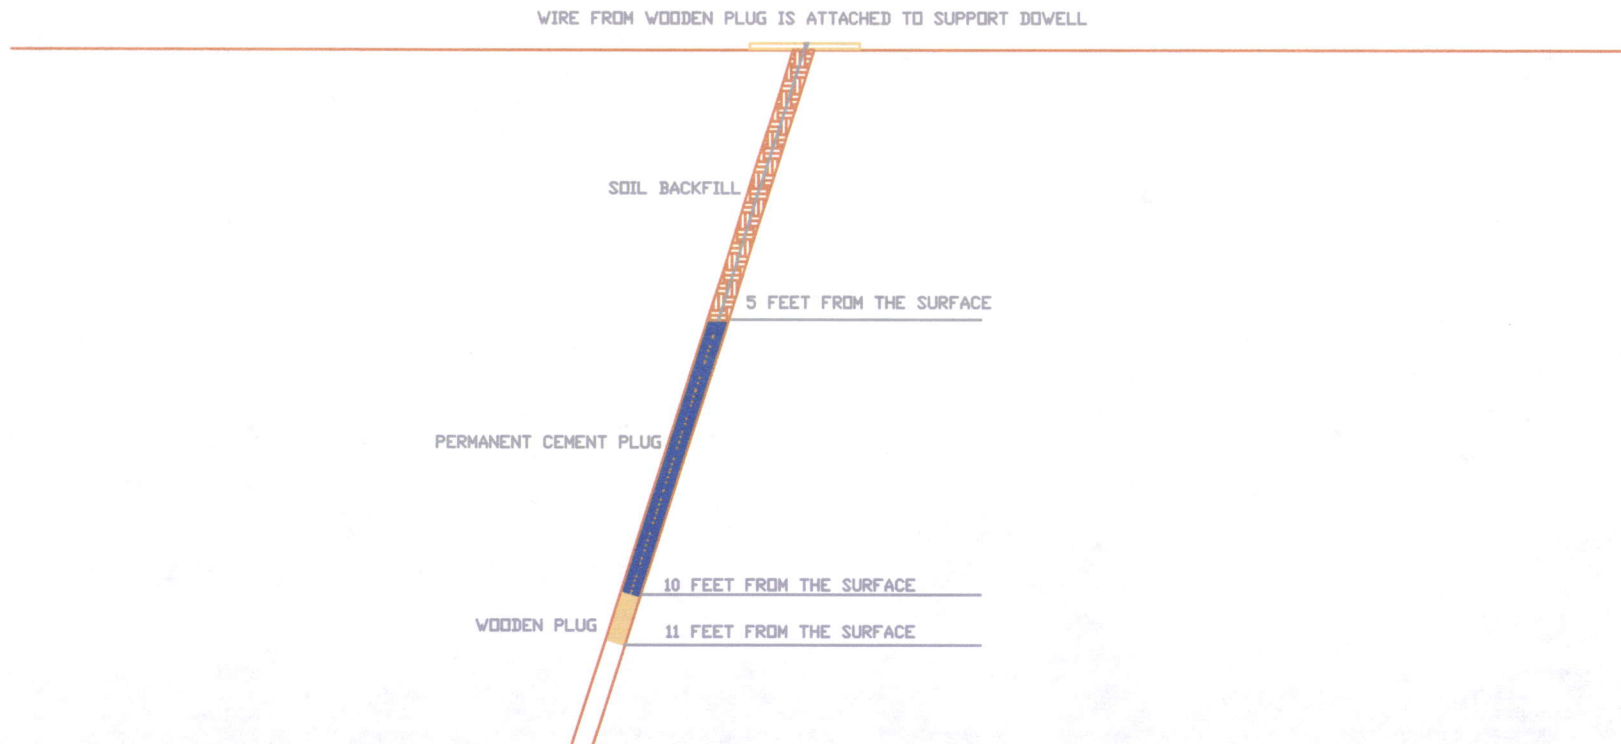 WIRE FROM WOODEN PLUG IS ATTACHED TO SUPPORT DOWELL
SOIL BACKFILL
5 FEET FROM THE SURFACE
PERMANENT CEMENT PLUG
10 FEET FROM THE SURFACE
WOODEN PLUG
11 FEET FROM THE SURFACE